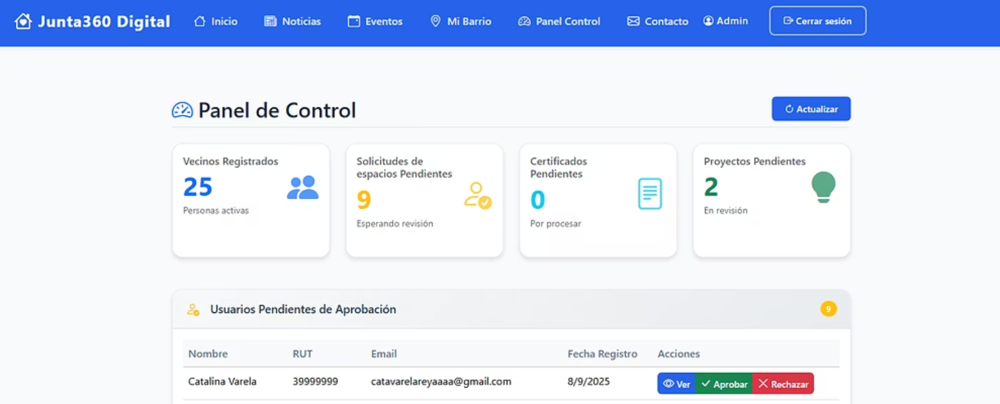 Junta360 Digital Inicio Noticias Eventos Mi Barrio Panel Control Contacto Admin Cerrar sesión
Panel de Control Actualizar
Vecinos Registrados
25
Personas activas
Solicitudes de
espacios Pendientes
9
Esperando revisión
Certificados
Pendientes
0
Por procesar
Proyectos Pendientes
2
En revisión
Usuarios Pendientes de Aprobación 9
Nombre RUT Email Fecha Registro Acciones
Catalina Varela 39999999 catavarelareyaaaa@gmail.com 8/9/2025 Ver Aprobar Rechazar